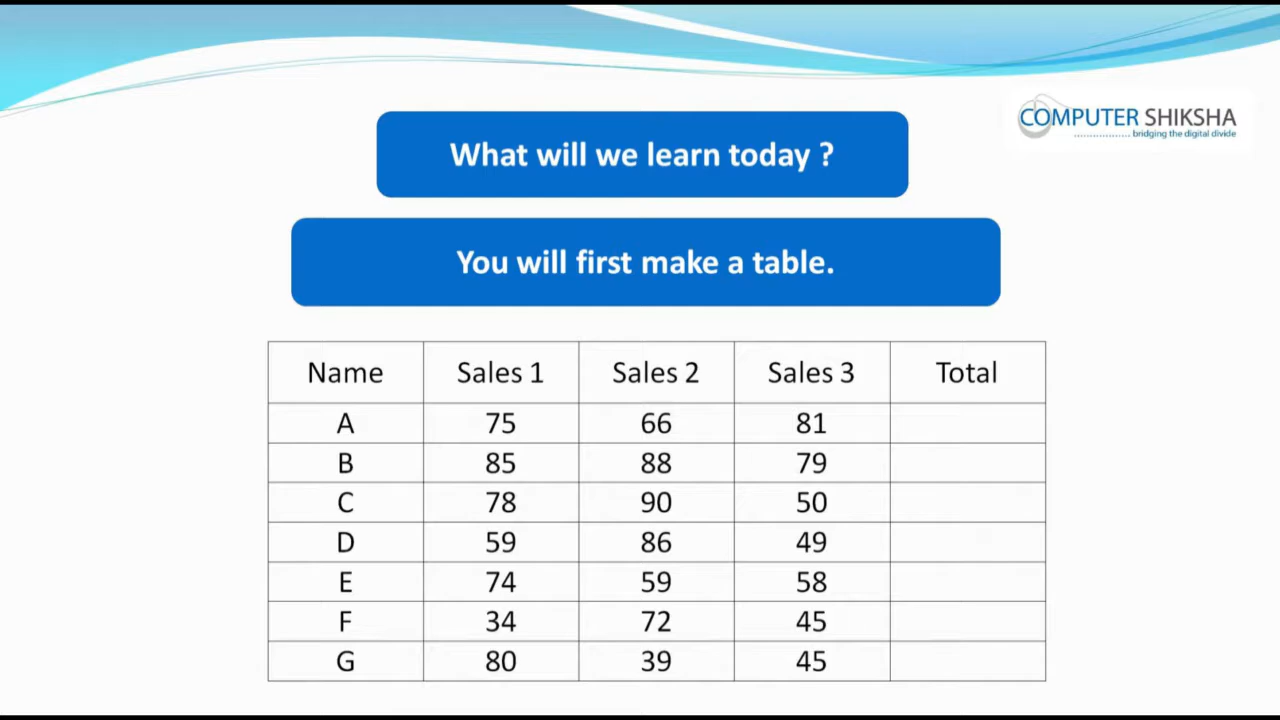 COMPUTER SHIKSHA
bridging the digital divide
What will we learn today ?
You will first make a table.
Name Sales 1 Sales 2 Sales 3 Total
A 75 66 81
B 85 88 79
C 78 90 50
D 59 86 49
E 74 59 58
F 34 72 45
G 80 39 45